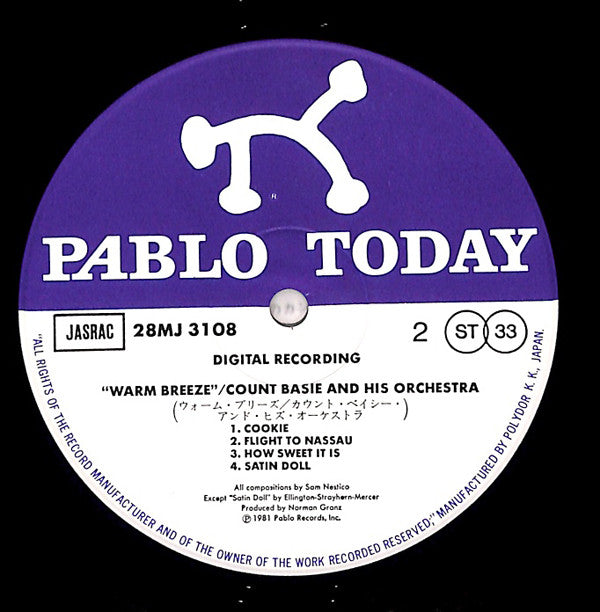 PABLO TODAY
JASRAC 28MJ 3108 2 ST 33
DIGITAL RECORDING
"WARM BREEZE"/COUNT BASIE AND HIS ORCHESTRA
(ウォーム・ブリーズ/カウント・ベイシー・
アンド・ヒズ・オーケストラ)
1. COOKIE
2. FLIGHT TO NASSAU
3. HOW SWEET IT IS
4. SATIN DOLL
All compositions by Sam Nestico
Except "Satin Doll" by Ellington-Strayhern-Mercer
Produced by Norman Granz
Ⓟ 1981 Pablo Records, Inc.
"ALL RIGHTS OF THE RECORD MANUFACTURER AND OF THE OWNER OF THE WORK RECORDED RESERVED," MANUFACTURED BY POLYDOR K. K., JAPAN.